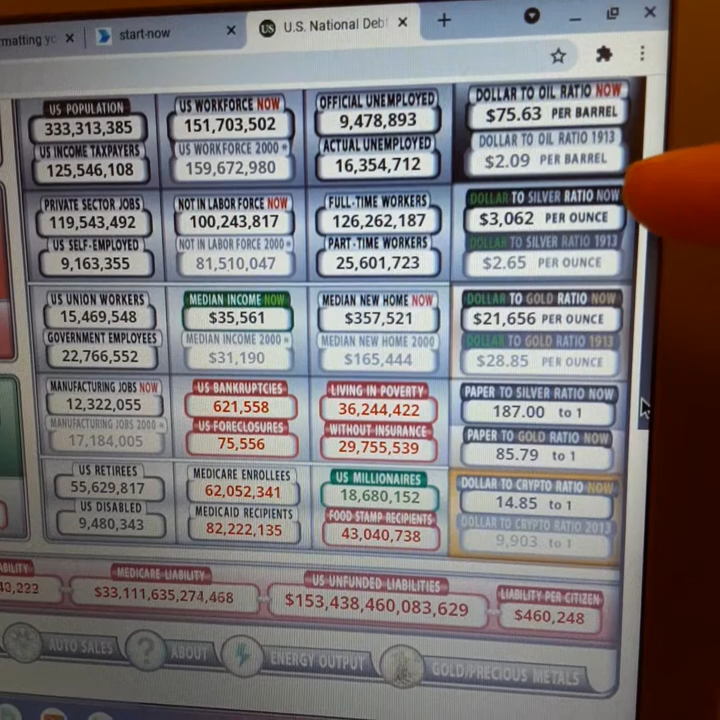 start-now
U.S. National Deb
US POPULATION
333,313,385
US INCOME TAXPAYERS
125,546,108
US WORKFORCE NOW
151,703,502
US WORKFORCE 2000
159,672,980
OFFICIAL UNEMPLOYED
9,478,893
ACTUAL UNEMPLOYED
16,354,712
DOLLAR TO OIL RATIO NOW
$75.63 PER BARREL
DOLLAR TO OIL RATIO 1913
$2.09 PER BARREL
PRIVATE SECTOR JOBS
119,543,492
US SELF-EMPLOYED
9,163,355
NOT IN LABOR FORCE NOW
100,243,817
NOT IN LABOR FORCE 2000
81,510,047
FULL-TIME WORKERS
126,262,187
PART-TIME WORKERS
25,601,723
DOLLAR TO SILVER RATIO NOW
$3,062 PER OUNCE
DOLLAR TO SILVER RATIO 1913
$2.65 PER OUNCE
US UNION WORKERS
15,469,548
GOVERNMENT EMPLOYEES
22,766,552
MEDIAN INCOME NOW
$35,561
MEDIAN INCOME 2000
$31,190
MEDIAN NEW HOME NOW
$357,521
MEDIAN NEW HOME 2000
$165,444
DOLLAR TO GOLD RATIO NOW
$21,656 PER OUNCE
DOLLAR TO GOLD RATIO 1913
$28.85 PER OUNCE
MANUFACTURING JOBS NOW
12,322,055
MANUFACTURING JOBS 2000
17,184,005
US BANKRUPTCIES
621,558
US FORECLOSURES
75,556
LIVING IN POVERTY
36,244,422
WITHOUT INSURANCE
29,755,539
PAPER TO SILVER RATIO NOW
187.00 to 1
PAPER TO GOLD RATIO NOW
85.79 to 1
US RETIREES
55,629,817
US DISABLED
9,480,343
MEDICARE ENROLLEES
62,052,341
MEDICAID RECIPIENTS
82,222,135
US MILLIONAIRES
18,680,152
FOOD STAMP RECIPIENTS
43,040,738
DOLLAR TO CRYPTO RATIO NOW
14.85 to 1
DOLLAR TO CRYPTO RATIO 2013
9,903 to 1
MEDICARE LIABILITY
$33,111,635,274,468
US UNFUNDED LIABILITIES
$153,438,460,083,629
LIABILITY PER CITIZEN
$460,248
AUTO SALES
? ABOUT
ENERGY OUTPUT
GOLD/PRECIOUS METALS